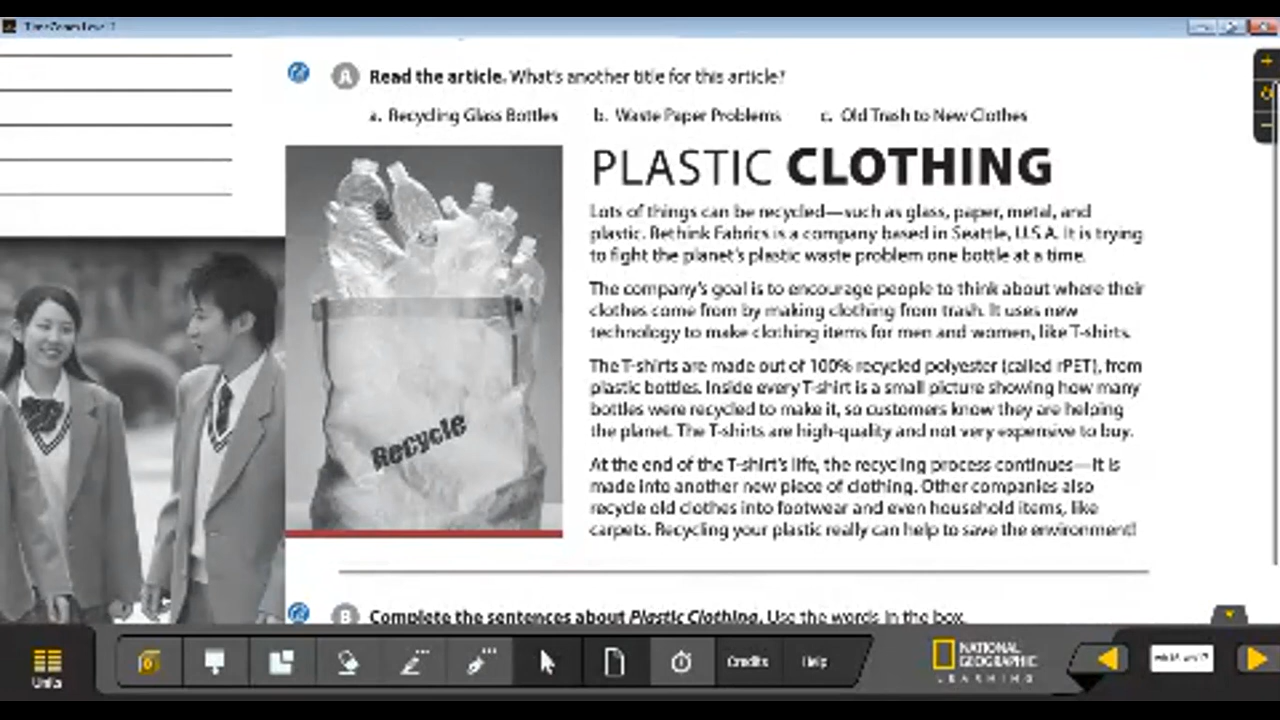 A Read the article. What's another title for this article?
a. Recycling Glass Bottles b. Waste Paper Problems c. Old Trash to New Clothes
PLASTIC CLOTHING
Lots of things can be recycled—such as glass, paper, metal, and
plastic. Rethink Fabrics is a company based in Seattle, U.S.A. It is trying
to fight the planet's plastic waste problem one bottle at a time.
The company's goal is to encourage people to think about where their
clothes come from by making clothing from trash. It uses new
technology to make clothing items for men and women, like T-shirts.
The T-shirts are made out of 100% recycled polyester (called rPET), from
plastic bottles. Inside every T-shirt is a small picture showing how many
bottles were recycled to make it, so customers know they are helping
the planet. The T-shirts are high-quality and not very expensive to buy.
At the end of the T-shirt's life, the recycling process continues—it is
made into another new piece of clothing. Other companies also
recycle old clothes into footwear and even household items, like
carpets. Recycling your plastic really can help to save the environment!
Recycle
B Complete the sentences about Plastic Clothing. Use the words in the box.
Units
Credits
Help
NATIONAL
GEOGRAPHIC
LEARNING